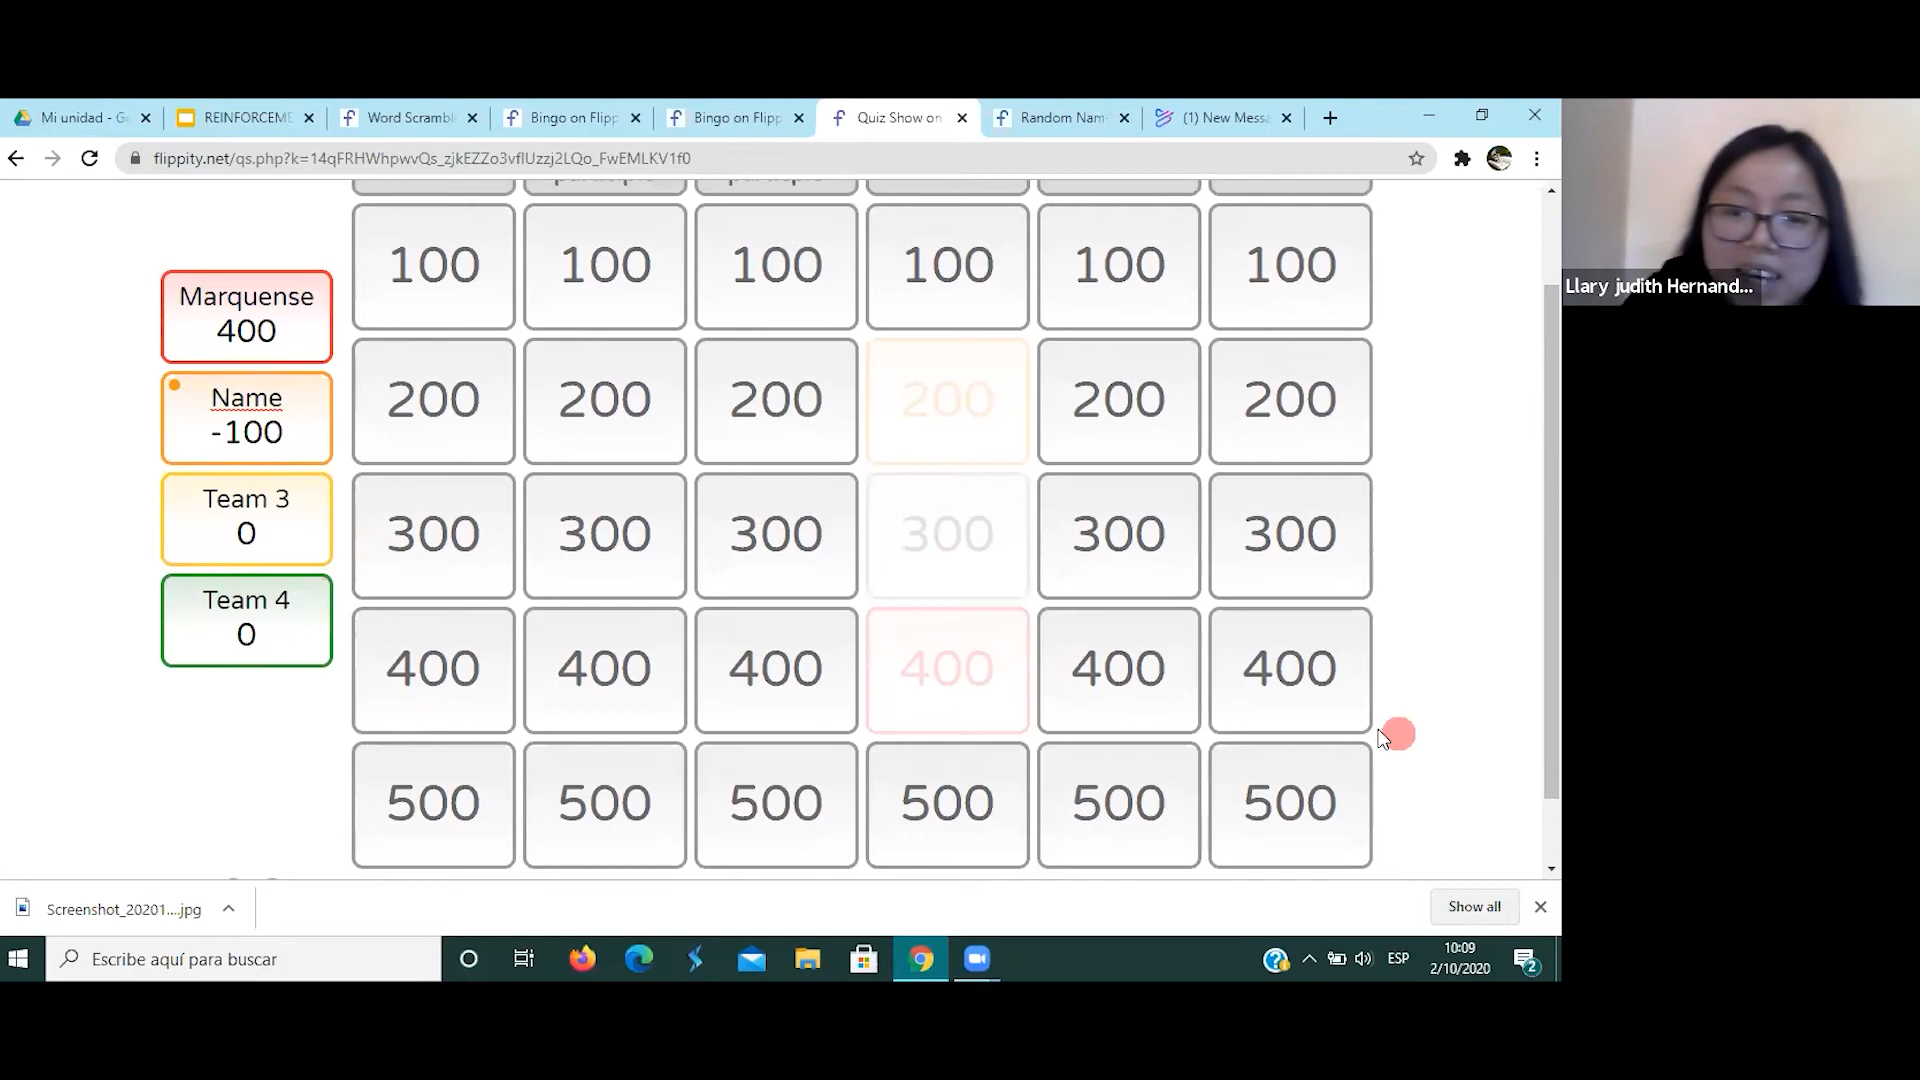 Mi unidad - G
REINFORCEME
Word Scrambl
Bingo on Flipp
Bingo on Flipp
Quiz Show on
Random Nam
(1) New Messa
flippity.net/qs.php?k=14qFRHWhpwvQs_zjkEZZo3vflUzzj2LQo_FwEMLKV1f0
100 100 100 100 100 100
200 200 200 200 200 200
300 300 300 300 300 300
400 400 400 400 400 400
500 500 500 500 500 500
Marquense
400
Name
-100
Team 3
0
Team 4
0
Llary judith Hernand...
Screenshot_20201....jpg
Show all
Escribe aquí para buscar
ESP
10:09
2/10/2020
2